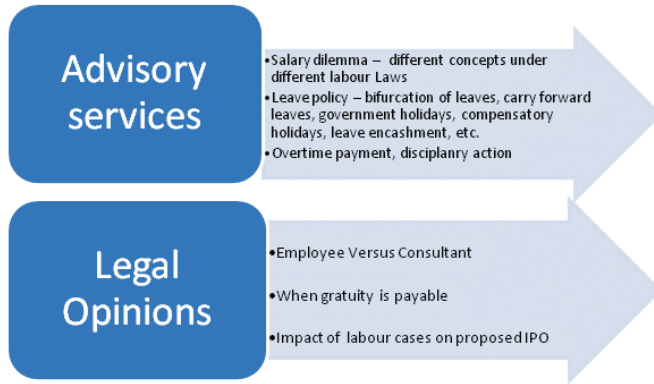 Advisory
services
•Salary dilemma – different concepts under
different labour Laws
•Leave policy – bifurcation of leaves, carry forward
leaves, government holidays, compensatory
holidays, leave encashment, etc.
•Overtime payment, disciplanry action
Legal
Opinions
•Employee Versus Consultant
•When gratuity is payable
•Impact of labour cases on proposed IPO